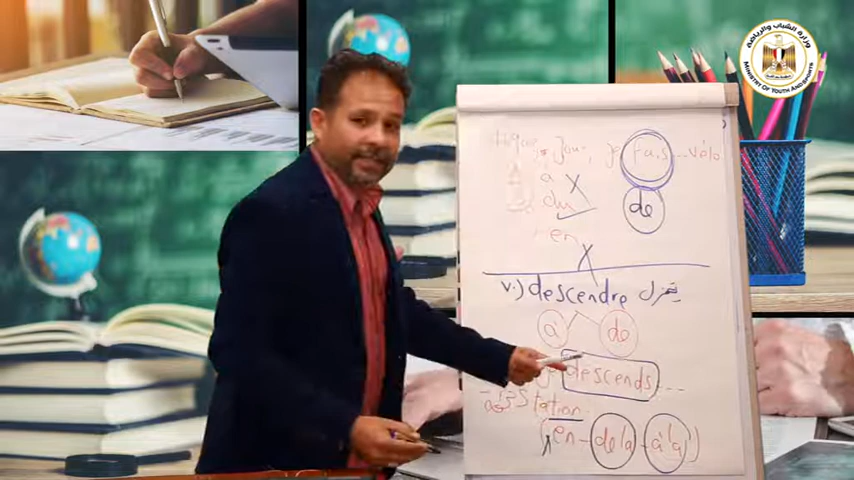 وزارة الشباب والرياضة
MINISTRY OF YOUTH AND SPORTS
je fais ... vélo
a
du
de
en
v.) descendre ينزل
à de
descends ...
station.
(en - de la - à la)